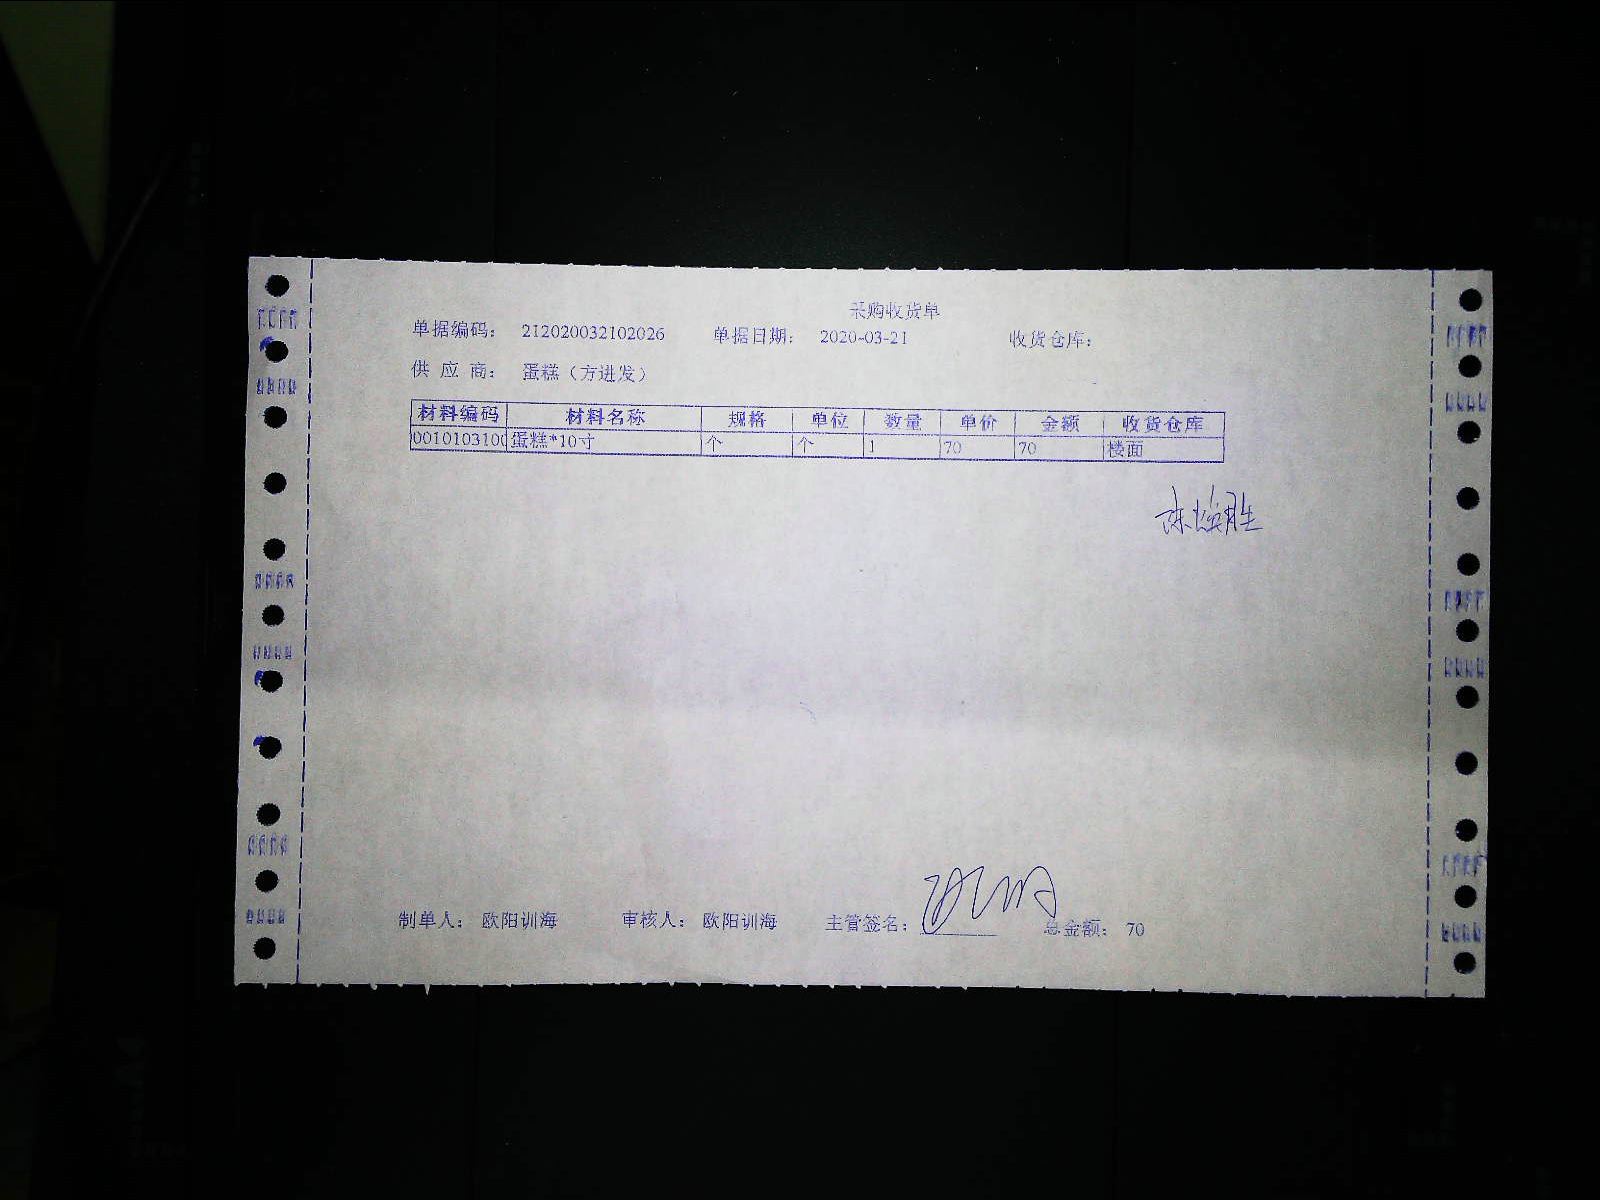 采购收货单
单据编码： 212020032102026 单据日期： 2020-03-21 收货仓库：
供 应 商： 蛋糕（方进发）
材料编码 材料名称 规格 单位 数量 单价 金额 收货仓库
0010103100 蛋糕*10寸 个 个 1 70 70 楼面
陈焕胜
制单人： 欧阳训海 审核人： 欧阳训海 主管签名： 总金额： 70